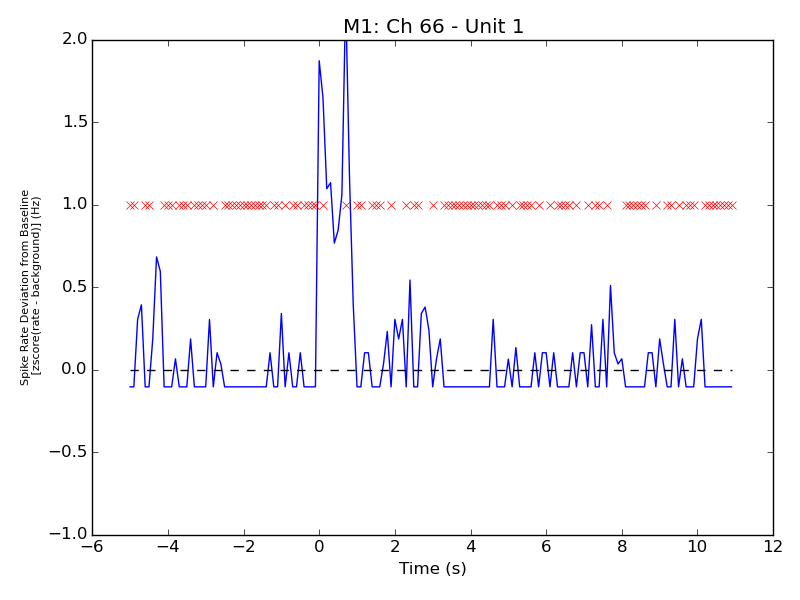 M1: Ch 66 - Unit 1
2.0
1.5
1.0
0.5
0.0
−0.5
−1.0
Spike Rate Deviation from Baseline
[zscore(rate - background)] (Hz)
−6 −4 −2 0 2 4 6 8 10 12
Time (s)